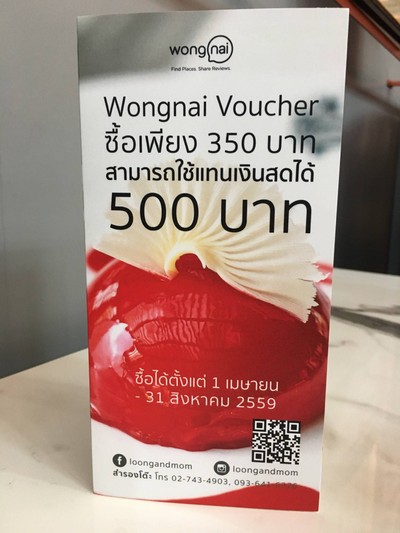 wongnai
Find Places. Share Reviews.
Wongnai Voucher
ซื้อเพียง 350 บาท
สามารถใช้แทนเงินสดได้
500 บาท
ซื้อได้ตั้งแต่ 1 เมษายน
- 31 สิงหาคม 2559
loongandmom loongandmom
สำรองโต๊ะ โทร 02-743-4903,